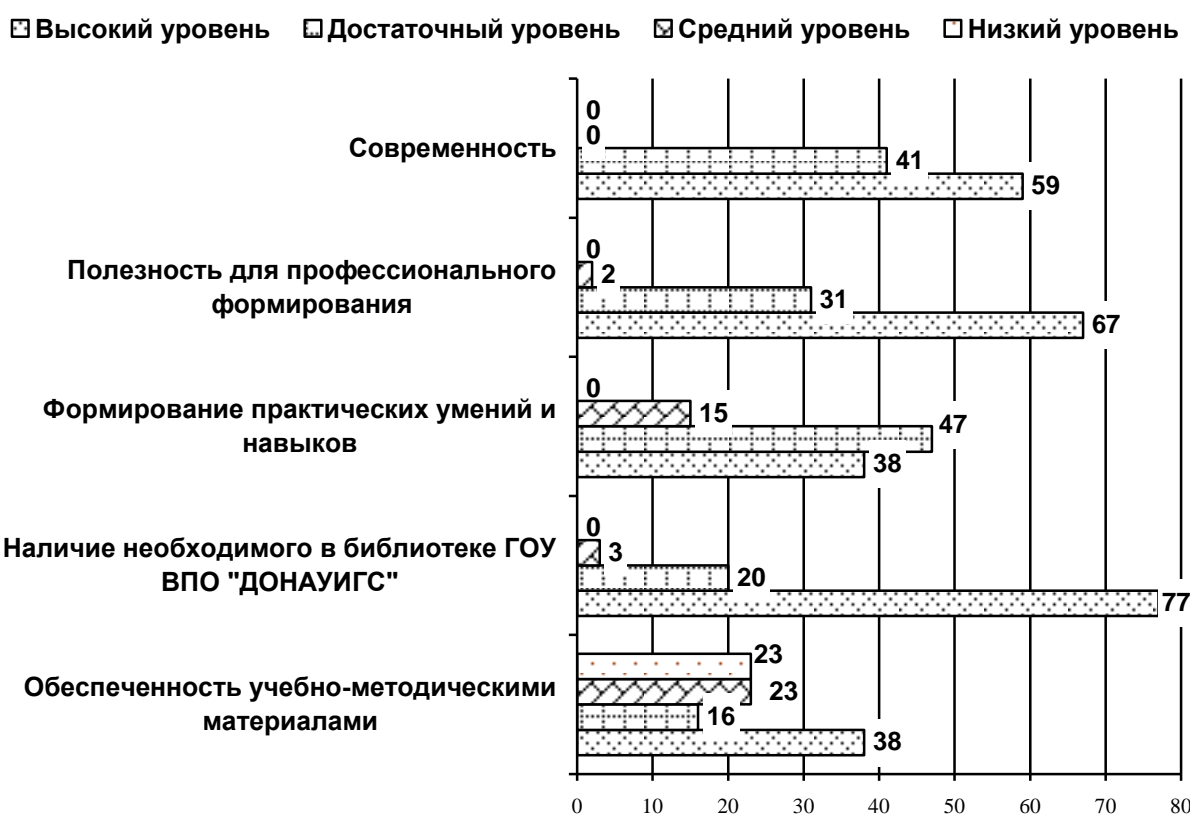 Высокий уровень Достаточный уровень Средний уровень Низкий уровень
0
0
Современность
41
59
0
Полезность для профессионального
2
формирования
31
67
0
Формирование практических умений и
15
47
навыков
38
0
Наличие необходимого в библиотеке ГОУ
3
ВПО "ДОНАУИГС"
20
77
23
Обеспеченность учебно-методическими
23
материалами
16
38
0 10 20 30 40 50 60 70 80